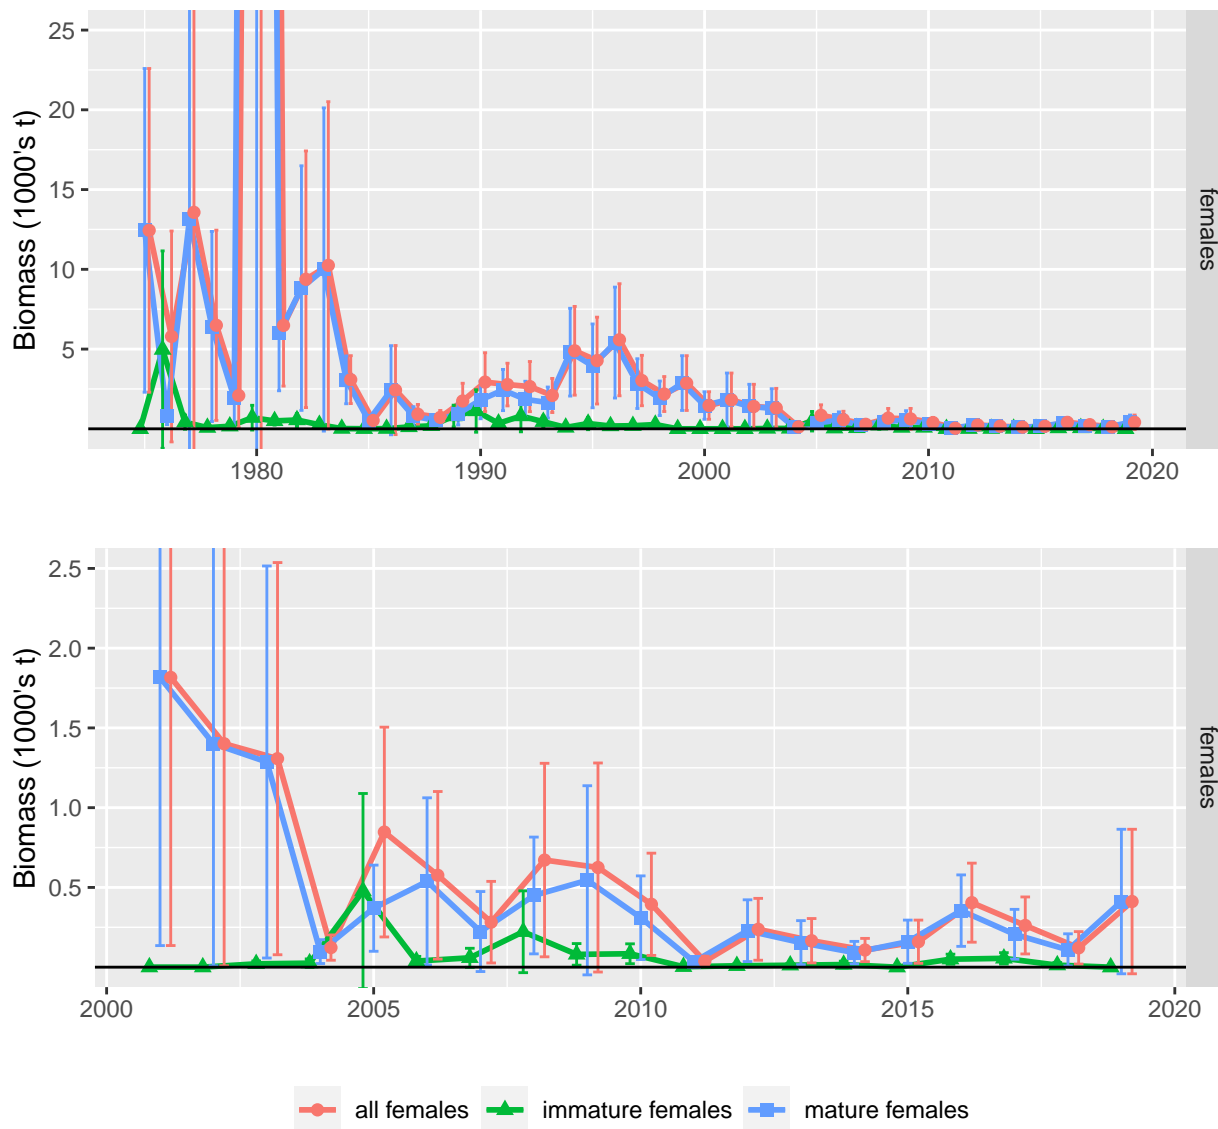 25
20
15
10
5
Biomass (1000's t)
females
1980
1990
2000
2010
2020
2.5
2.0
1.5
1.0
0.5
Biomass (1000's t)
females
2000
2005
2010
2015
2020
all females
immature females
mature females